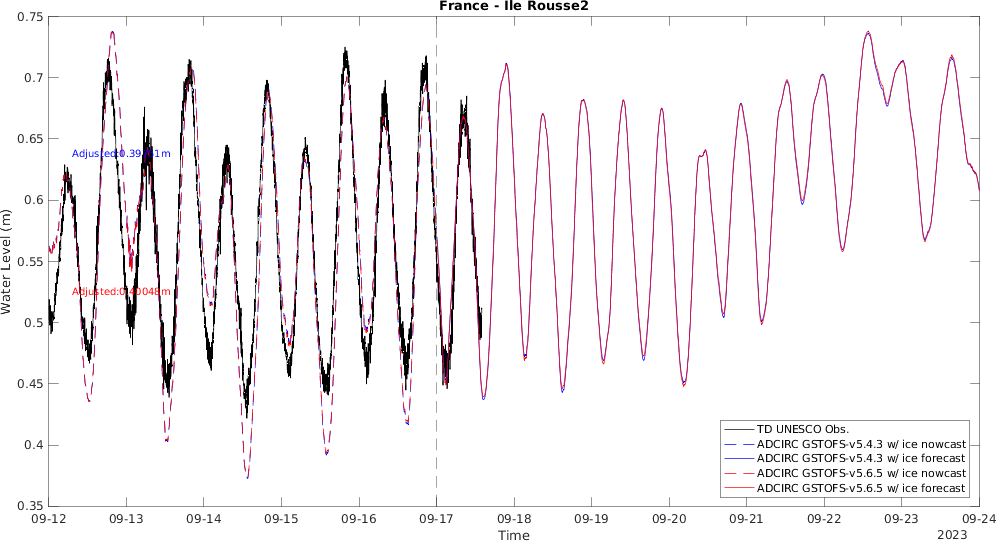 France - Ile Rousse2
0.75
0.7
0.65
0.6
0.55
0.5
0.45
0.4
0.35
Water Level (m)
Adjusted:0.40048m
09-12
09-13
09-14
09-15
09-16
09-17
09-18
09-19
09-20
09-21
09-22
09-23
09-24
Time
2023
TD UNESCO Obs.
ADCIRC GSTOFS-v5.4.3 w/ ice nowcast
ADCIRC GSTOFS-v5.4.3 w/ ice forecast
ADCIRC GSTOFS-v5.6.5 w/ ice nowcast
ADCIRC GSTOFS-v5.6.5 w/ ice forecast